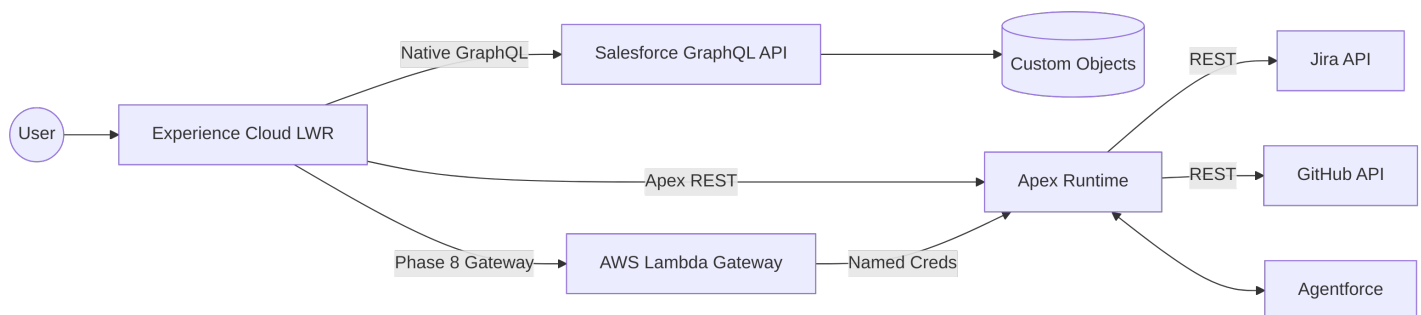 User
Experience Cloud LWR
Native GraphQL
Salesforce GraphQL API
Custom Objects
Apex REST
Apex Runtime
Phase 8 Gateway
AWS Lambda Gateway
Named Creds
REST
Jira API
REST
GitHub API
Agentforce